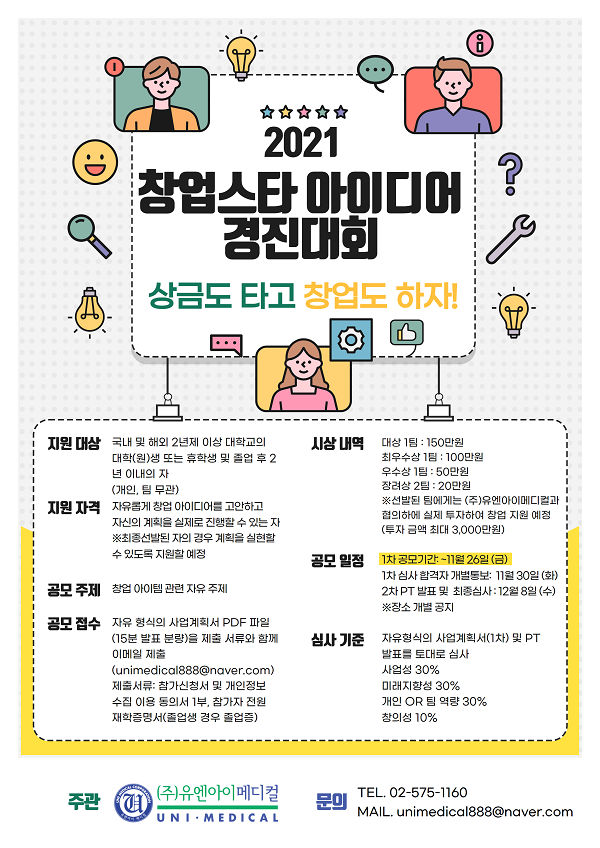 2021
창업스타 아이디어
경진대회
상금도 타고 창업도 하자!
지원 대상
국내 및 해외 2년제 이상 대학교의
대학(원)생 또는 휴학생 및 졸업 후 2
년 이내의 자
(개인, 팀 무관)
지원 자격
자유롭게 창업 아이디어를 고안하고
자신의 계획을 실제로 진행할 수 있는 자
※최종선발된 자의 경우 계획을 실현할
수 있도록 지원할 예정
공모 주제
창업 아이템 관련 자유 주제
공모 접수
자유 형식의 사업계획서 PDF 파일
(15분 발표 분량)을 제출 서류와 함께
이메일 제출
(unimedical888@naver.com)
제출서류: 참가신청서 및 개인정보
수집 이용 동의서 1부, 참가자 전원
재학증명서(졸업생 경우 졸업증)
시상 내역
대상 1팀 : 150만원
최우수상 1팀 : 100만원
우수상 1팀 : 50만원
장려상 2팀 : 20만원
※선발된 팀에게는 (주)유엔아이메디컬과
협의하에 실제 투자하여 창업 지원 예정
(투자 금액 최대 3,000만원)
공모 일정
1차 공모기간: ~11월 26일 (금)
1차 심사 합격자 개별통보: 11월 30일 (화)
2차 PT 발표 및 최종심사 : 12월 8일 (수)
※장소 개별 공지
심사 기준
자유형식의 사업계획서(1차) 및 PT
발표를 토대로 심사
사업성 30%
미래지향성 30%
개인 OR 팀 역량 30%
창의성 10%
주관
(주)유엔아이메디컬
UNI·MEDICAL
문의
TEL. 02-575-1160
MAIL. unimedical888@naver.com